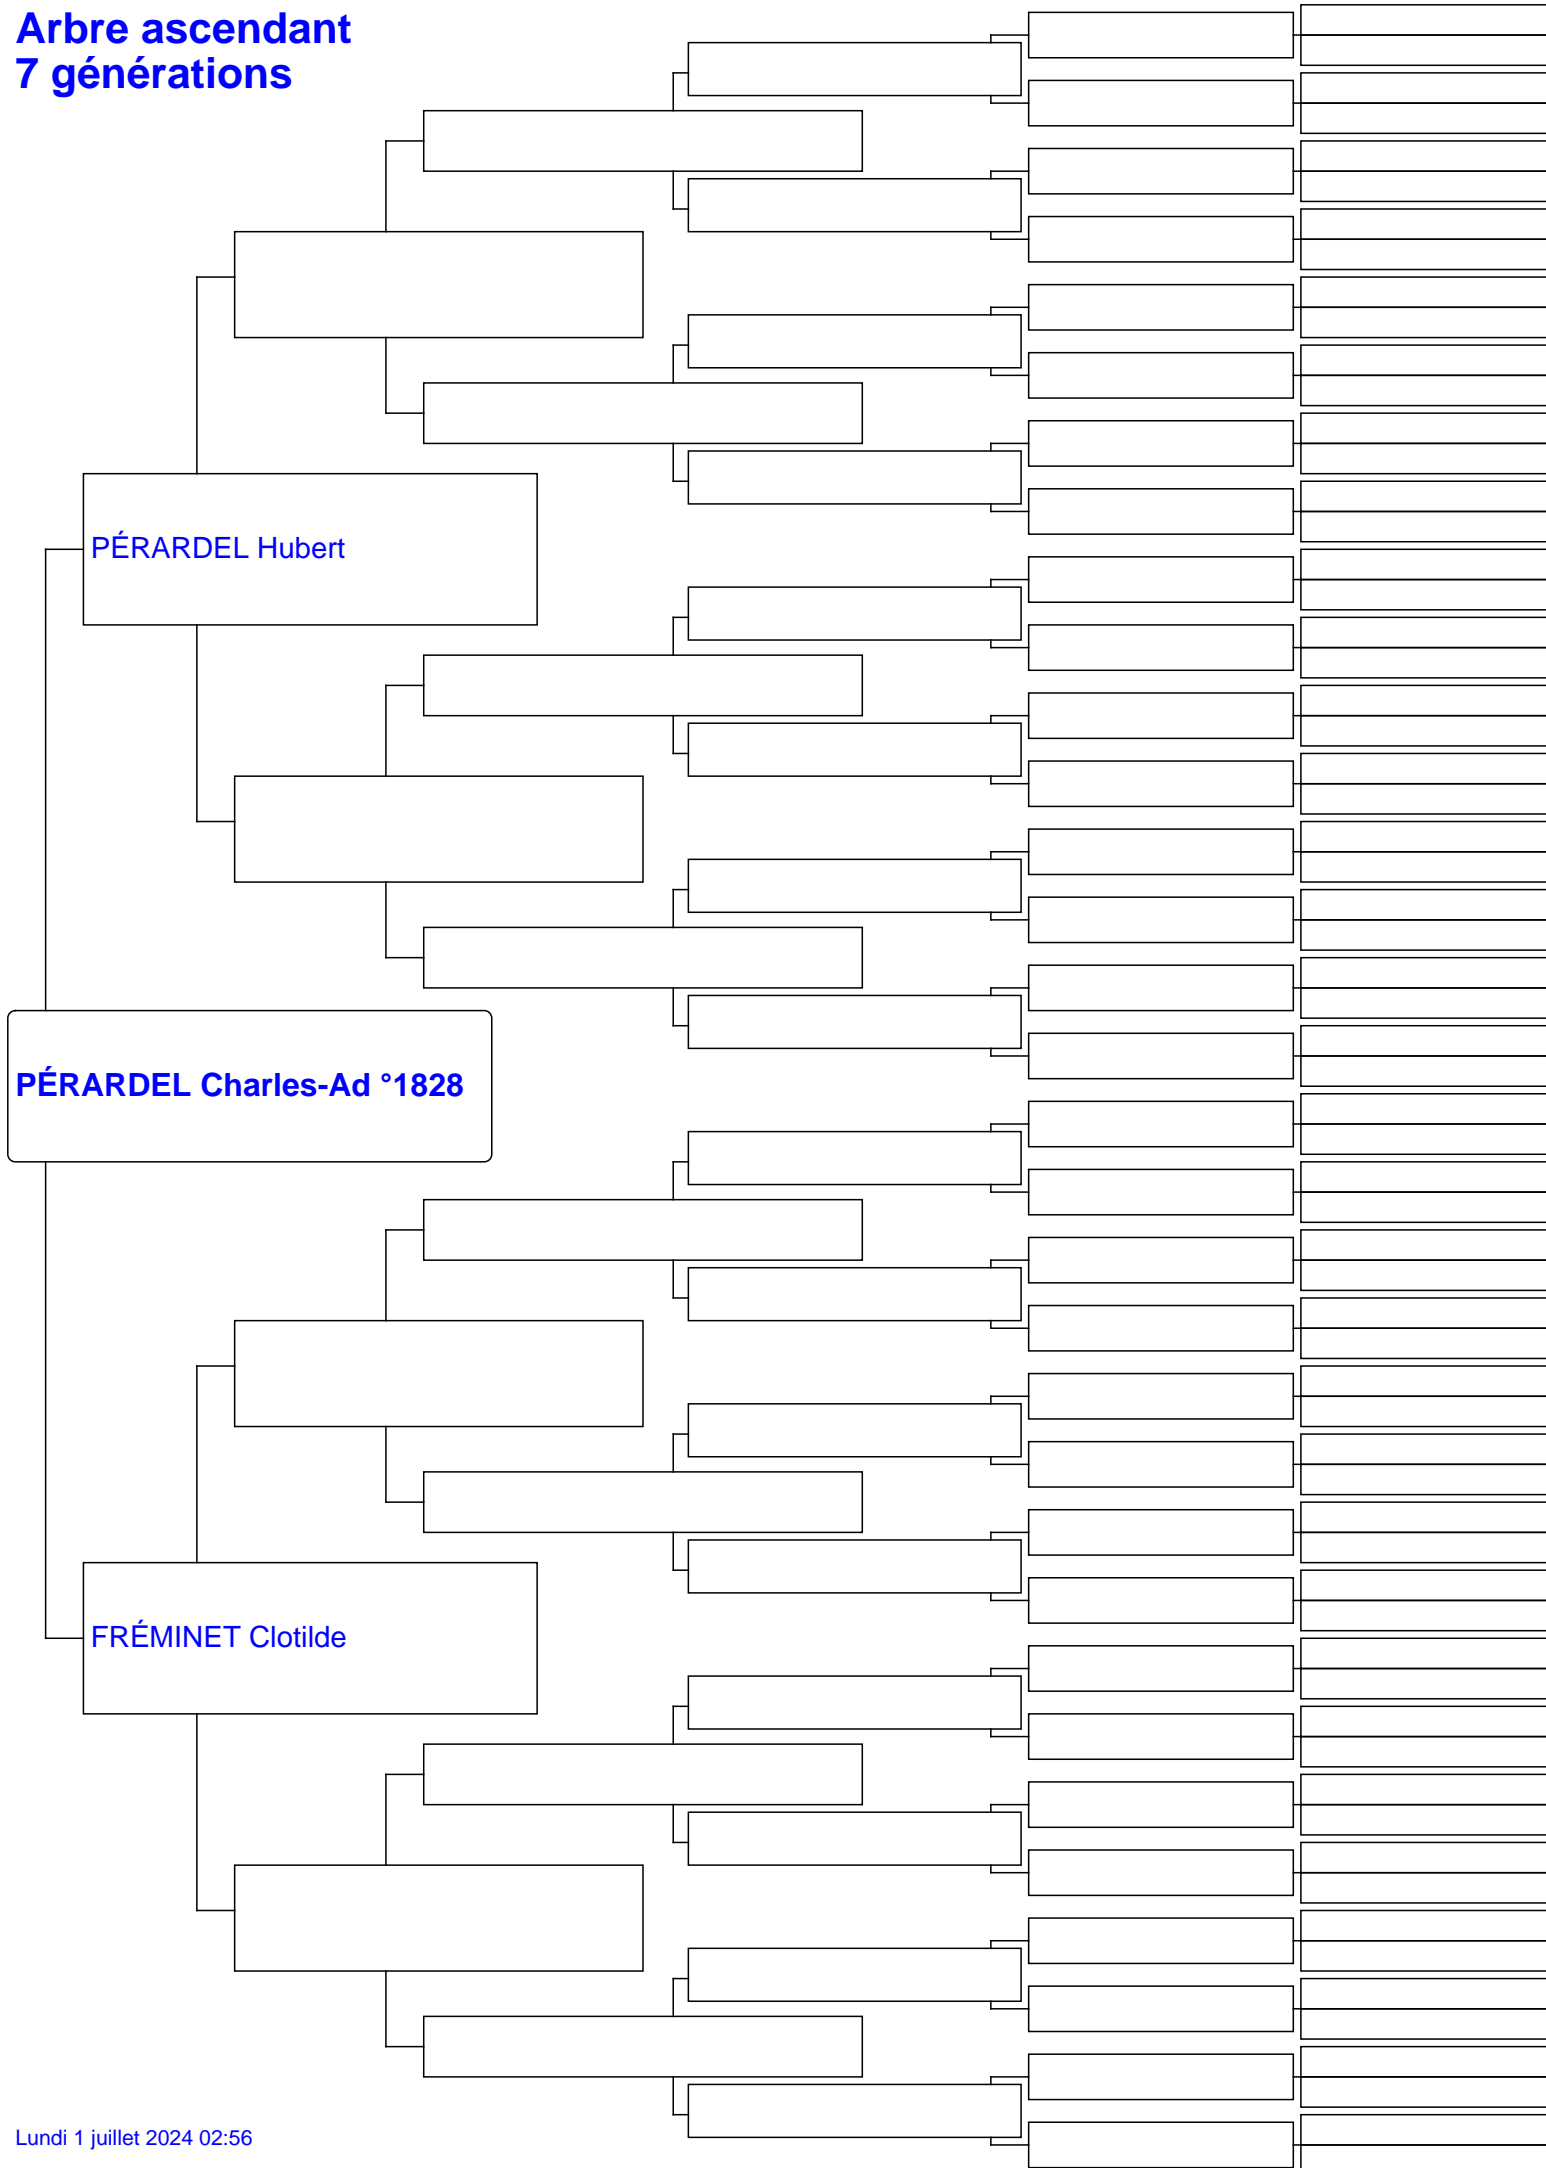 Arbre ascendant
7 générations
PÉRARDEL Hubert
PÉRARDEL Charles-Ad °1828
FRÉMINET Clotilde
Lundi 1 juillet 2024 02:56